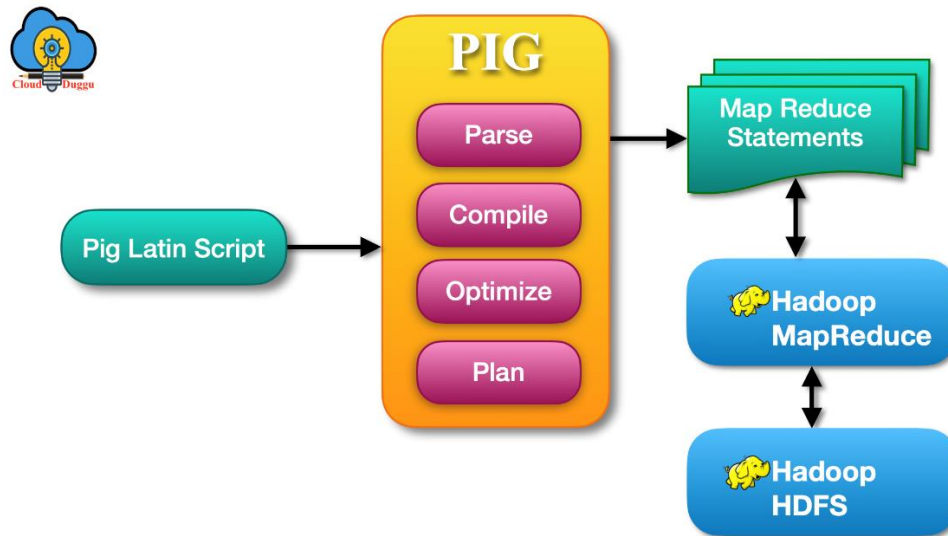 Cloud Duggu
PIG
Parse
Compile
Optimize
Plan
Pig Latin Script
Map Reduce
Statements
Hadoop
MapReduce
Hadoop
HDFS